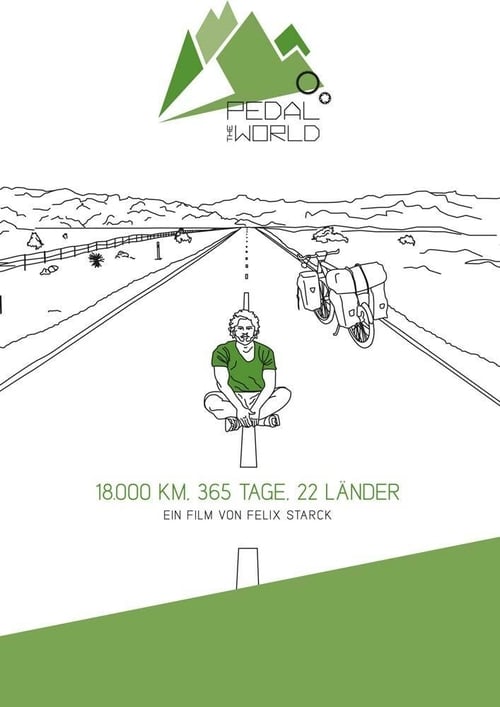 PEDAL
THE WORLD
18.000 KM. 365 TAGE. 22 LÄNDER
EIN FILM VON FELIX STARCK